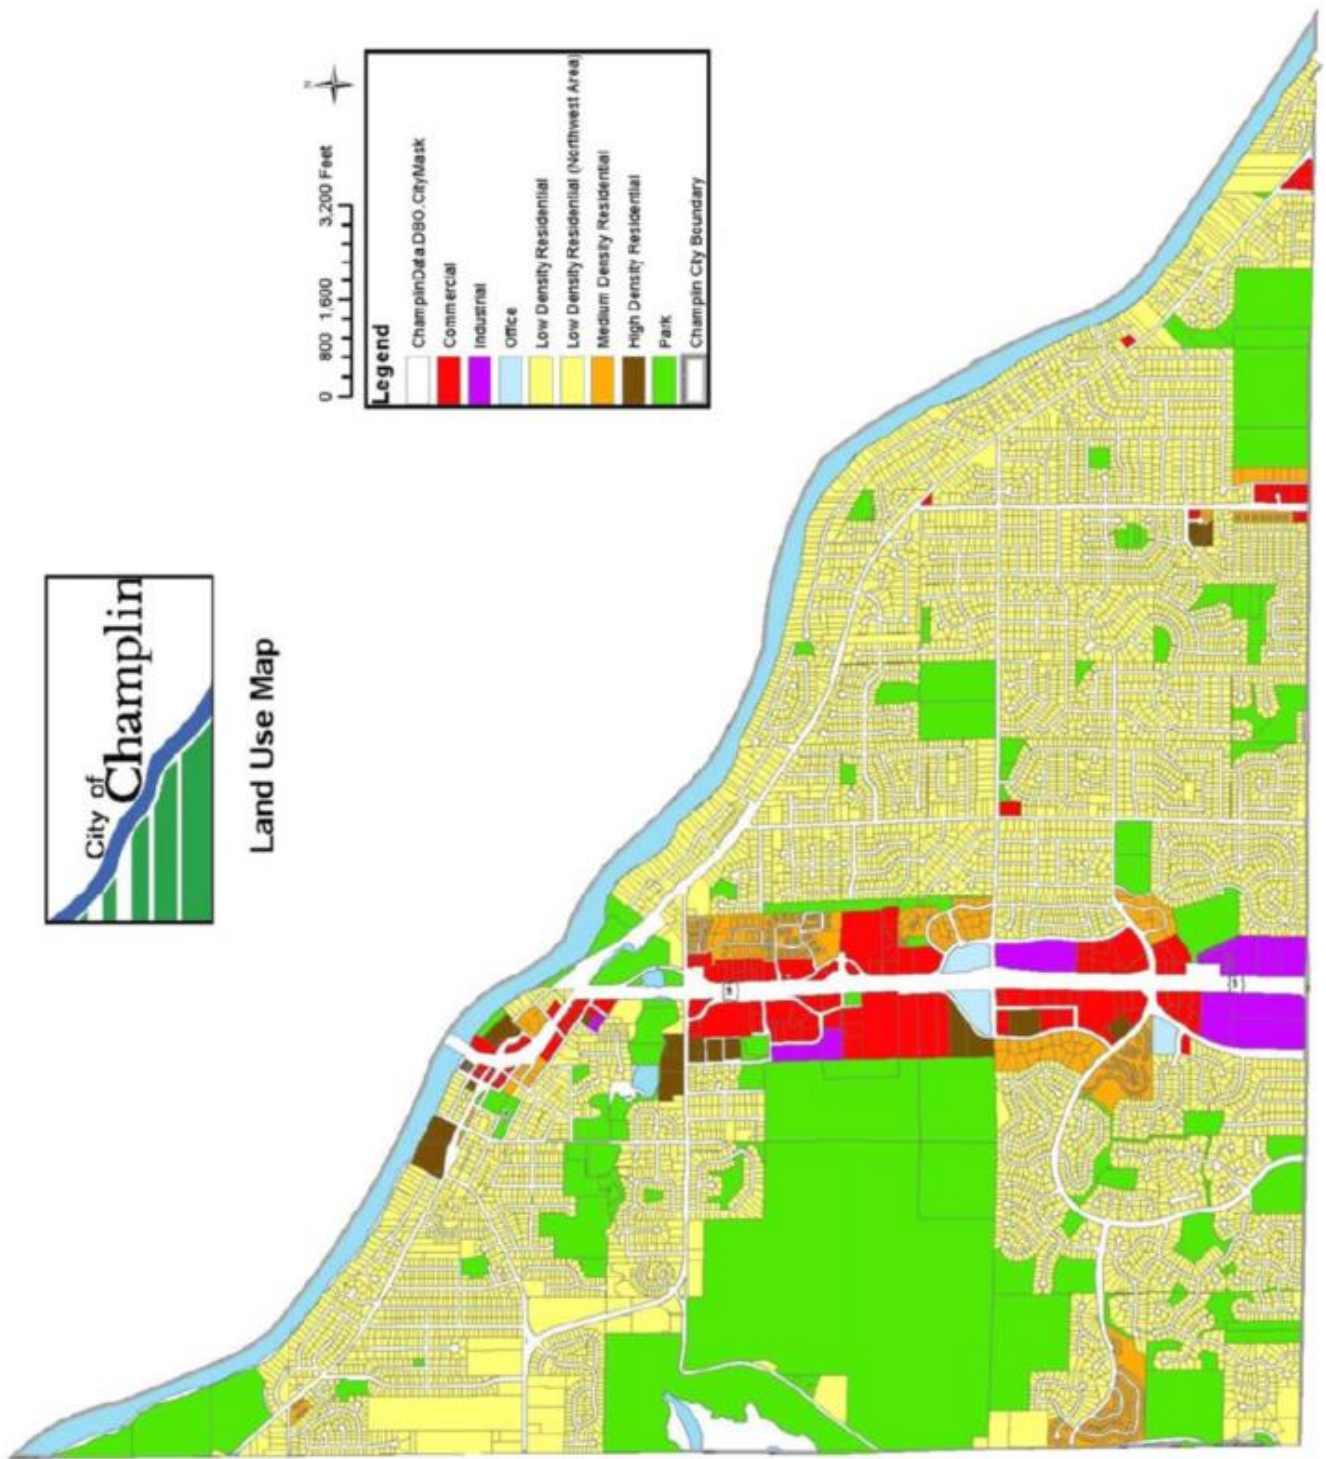 City of
Champlin
Land Use Map
N
0 800 1,600 3,200 Feet
Legend
ChamplinData.DBO.CityMask
Commercial
Industrial
Office
Low Density Residential
Low Density Residential (Northwest Area)
Medium Density Residential
High Density Residential
Park
Champlin City Boundary